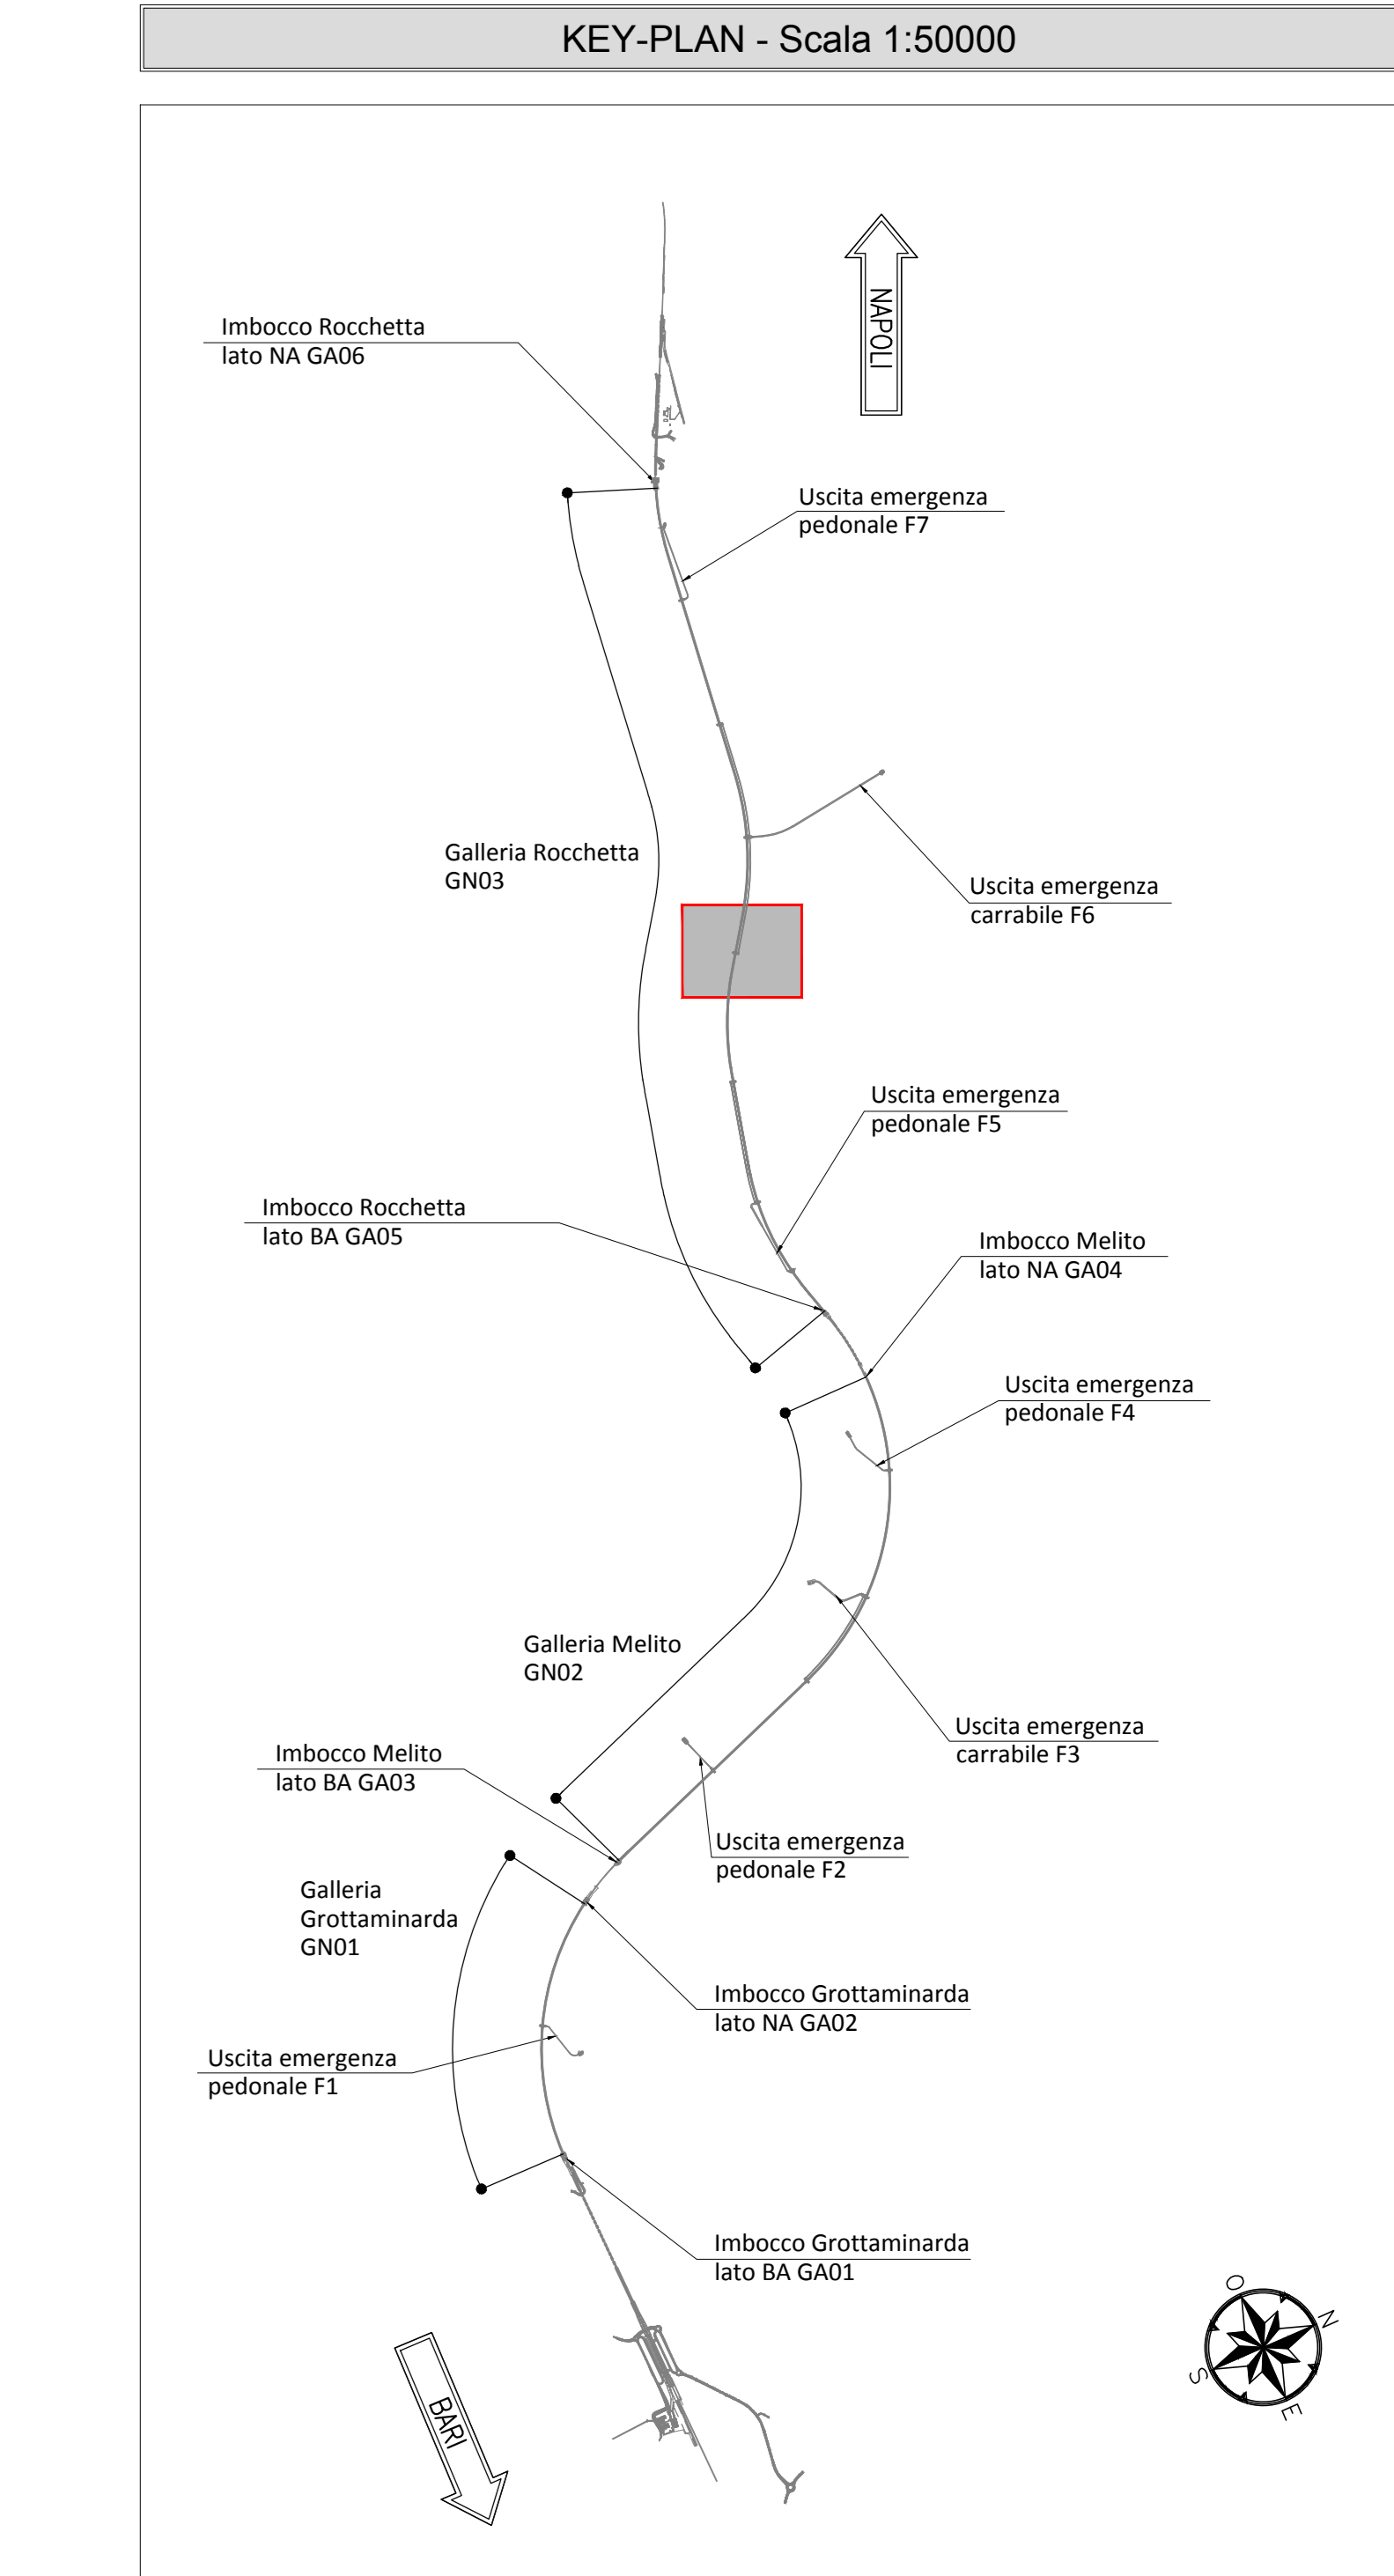 KEY-PLAN - Scala 1:50000
NAPOLI
Imbocco Rocchetta
lato NA GA06
Uscita emergenza
pedonale F7
Galleria Rocchetta
GN03
Uscita emergenza
carrabile F6
Uscita emergenza
pedonale F5
Imbocco Rocchetta
lato BA GA05
Imbocco Melito
lato NA GA04
Uscita emergenza
pedonale F4
Galleria Melito
GN02
Uscita emergenza
carrabile F3
Imbocco Melito
lato BA GA03
Uscita emergenza
pedonale F2
Galleria
Grottaminarda
GN01
Imbocco Grottaminarda
lato NA GA02
Uscita emergenza
pedonale F1
Imbocco Grottaminarda
lato BA GA01
BARI
O
N
S
E